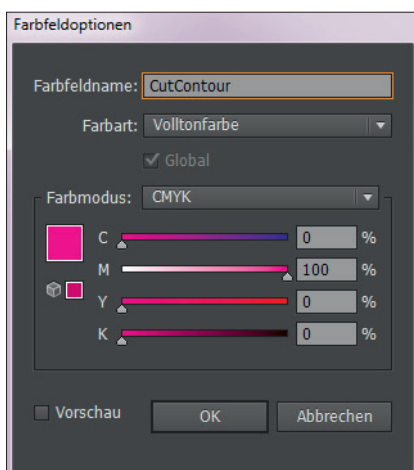 Farbfeldoptionen
Farbfeldname: CutContour
Farbart: Volltonfarbe
Global
Farbmodus: CMYK
C 0 %
M 100 %
Y 0 %
K 0 %
Vorschau OK Abbrechen